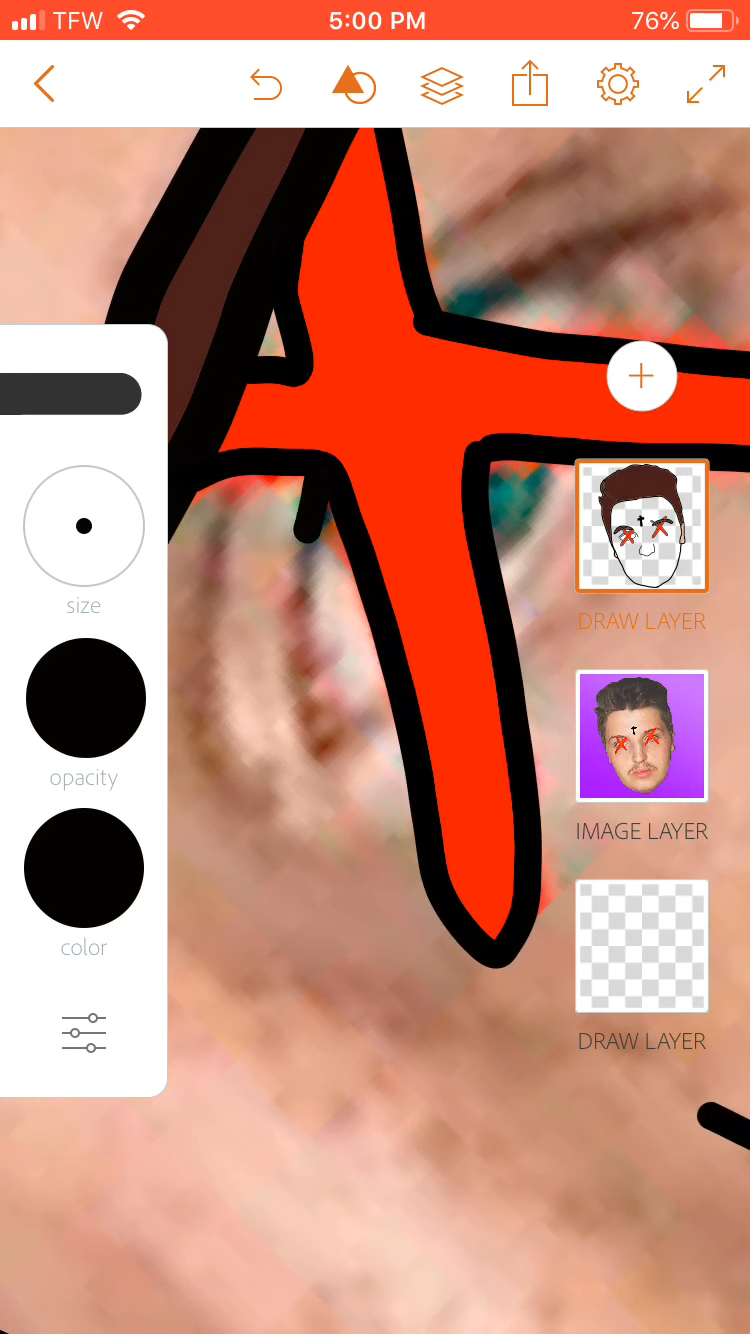 TFW 5:00 PM 76%
size
opacity
color
DRAW LAYER
IMAGE LAYER
DRAW LAYER